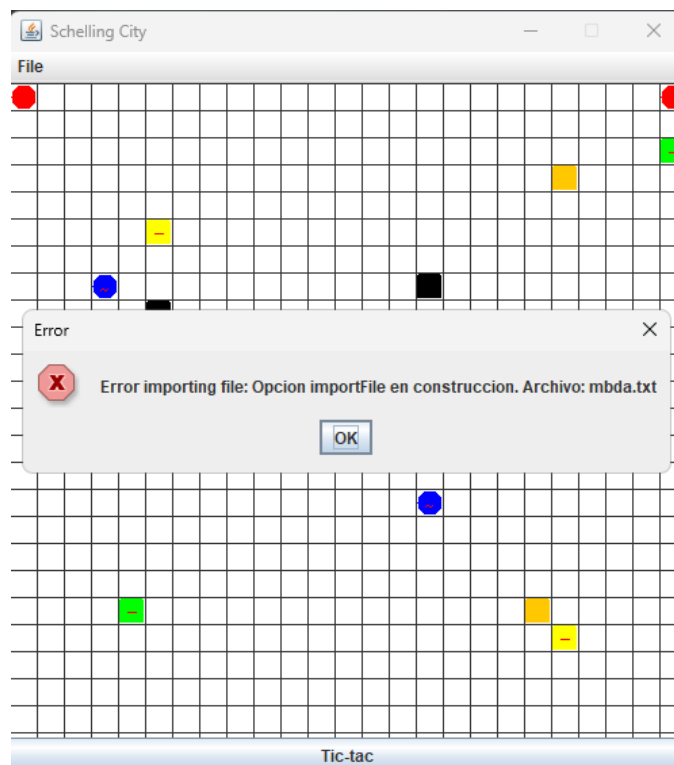 Schelling City
File
Error
Error importing file: Opcion importFile en construccion. Archivo: mbda.txt
OK
Tic-tac